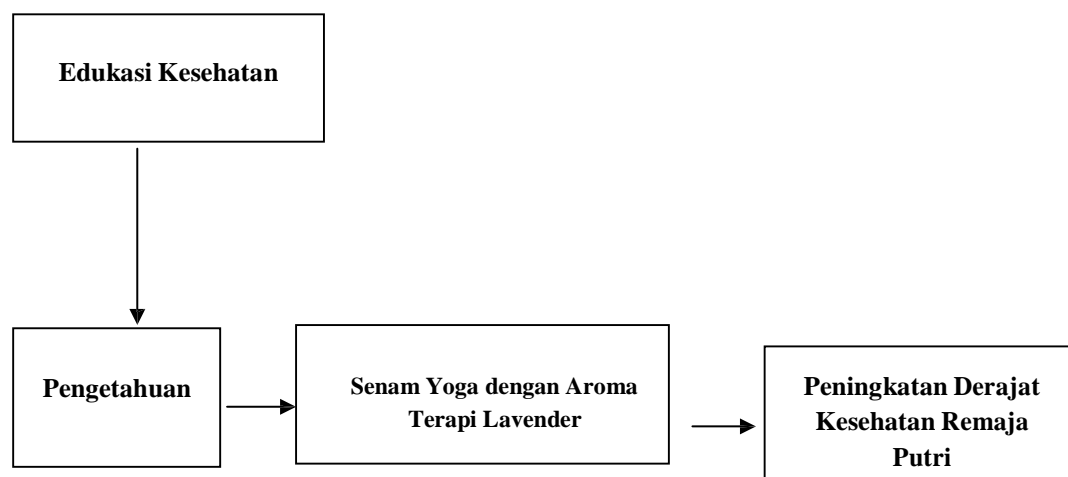 Edukasi Kesehatan
Pengetahuan
Senam Yoga dengan Aroma
Terapi Lavender
Peningkatan Derajat
Kesehatan Remaja
Putri